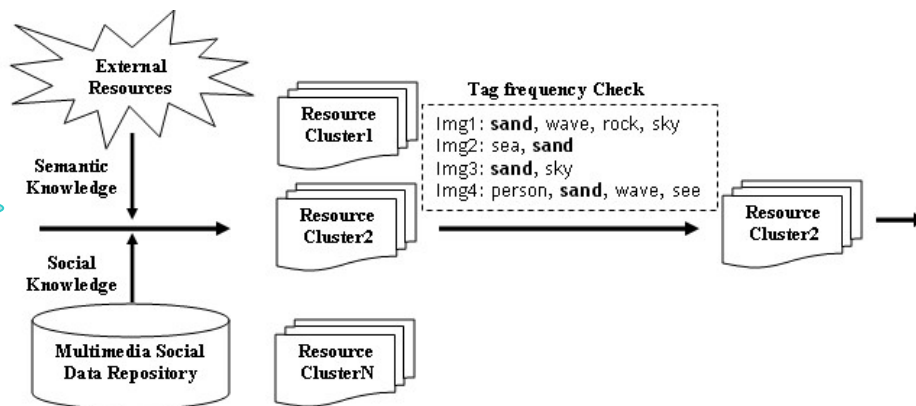 External
Resources
Semantic
Knowledge
Social
Knowledge
Multimedia Social
Data Repository
Resource
Cluster1
Resource
Cluster2
Resource
ClusterN
Tag frequency Check
Img1: sand, wave, rock, sky
Img2: sea, sand
Img3: sand, sky
Img4: person, sand, wave, see
Resource
Cluster2